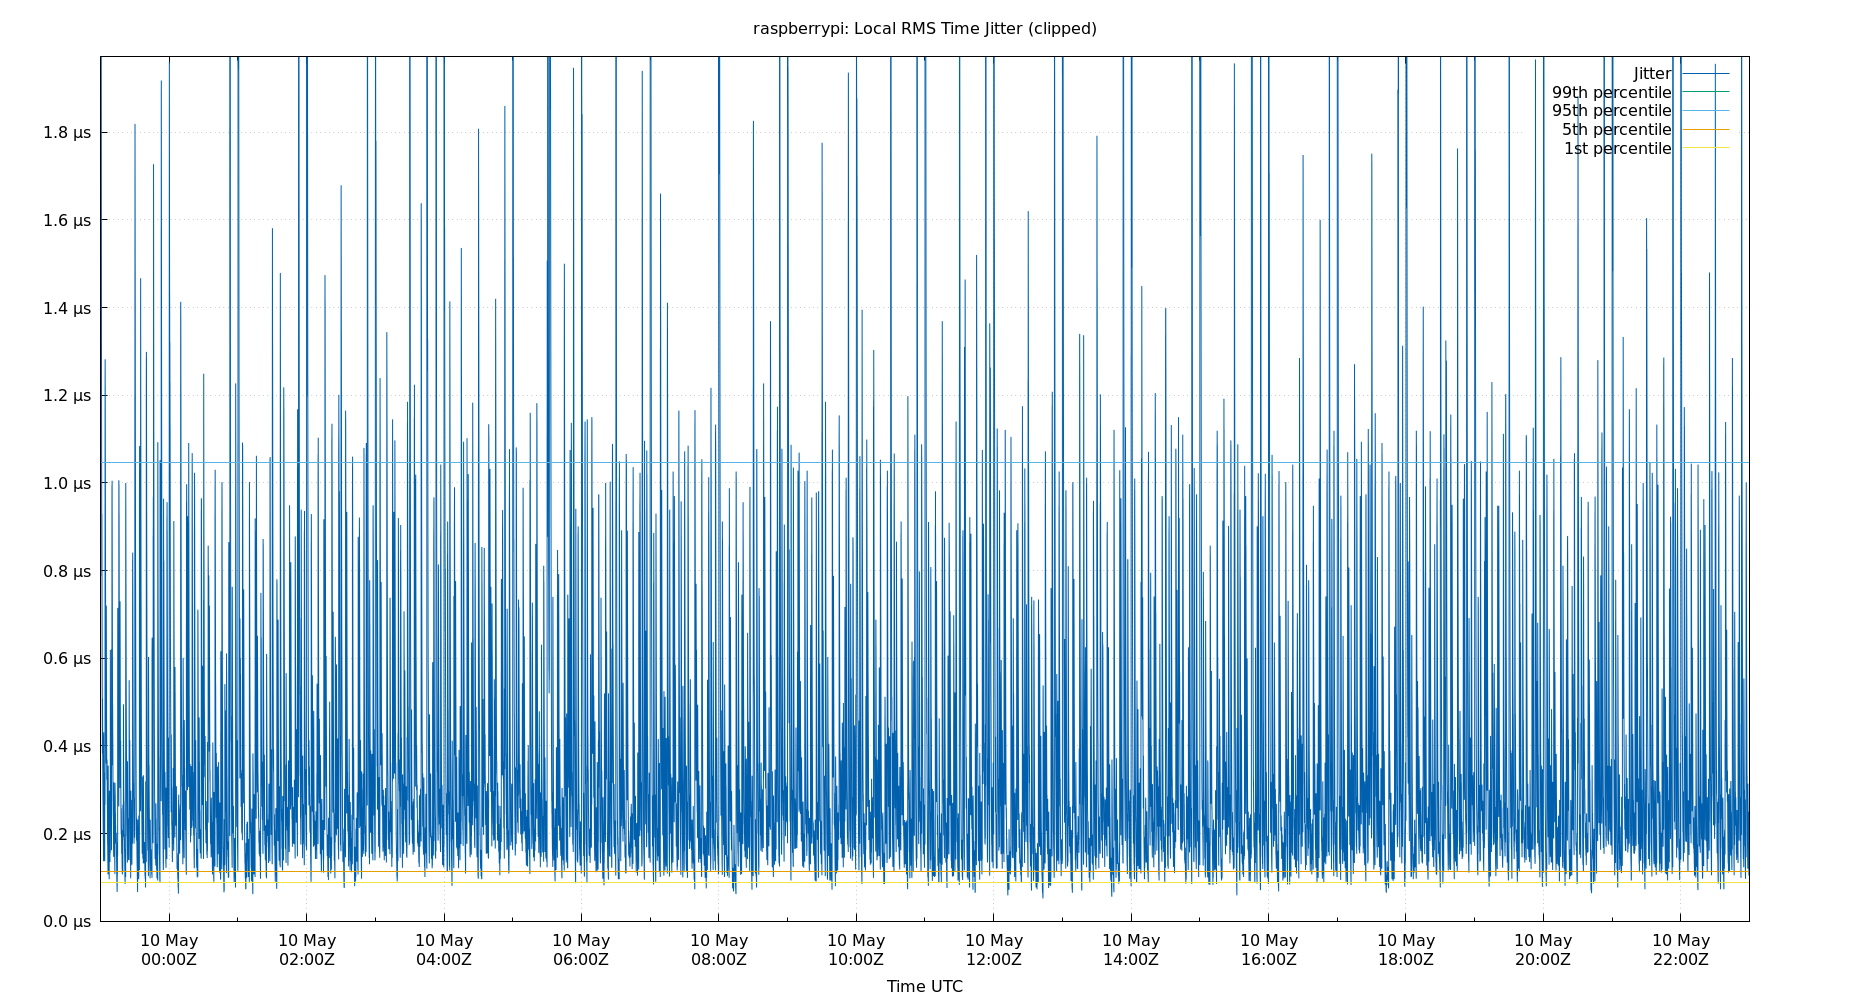 raspberrypi: Local RMS Time Jitter (clipped)
Jitter
99th percentile
95th percentile
5th percentile
1st percentile
1.8 µs
1.6 µs
1.4 µs
1.2 µs
1.0 µs
0.8 µs
0.6 µs
0.4 µs
0.2 µs
0.0 µs
10 May 10 May 10 May 10 May 10 May 10 May 10 May 10 May 10 May 10 May 10 May 10 May
00:00Z 02:00Z 04:00Z 06:00Z 08:00Z 10:00Z 12:00Z 14:00Z 16:00Z 18:00Z 20:00Z 22:00Z
Time UTC